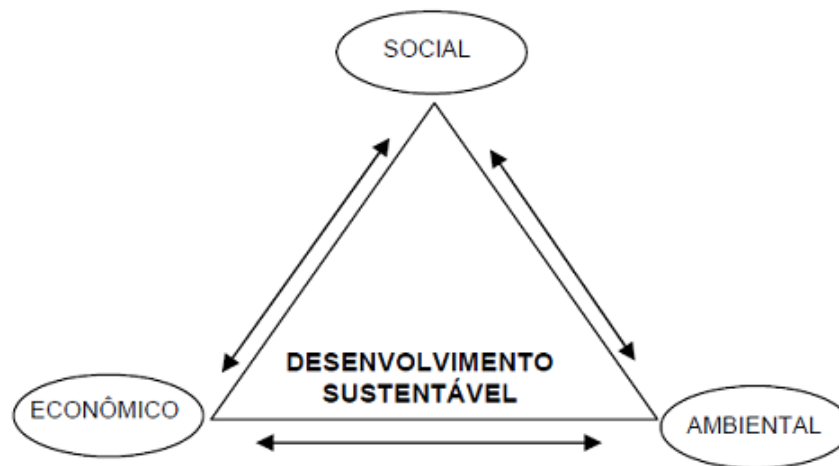 SOCIAL
DESENVOLVIMENTO
SUSTENTÁVEL
ECONÔMICO
AMBIENTAL